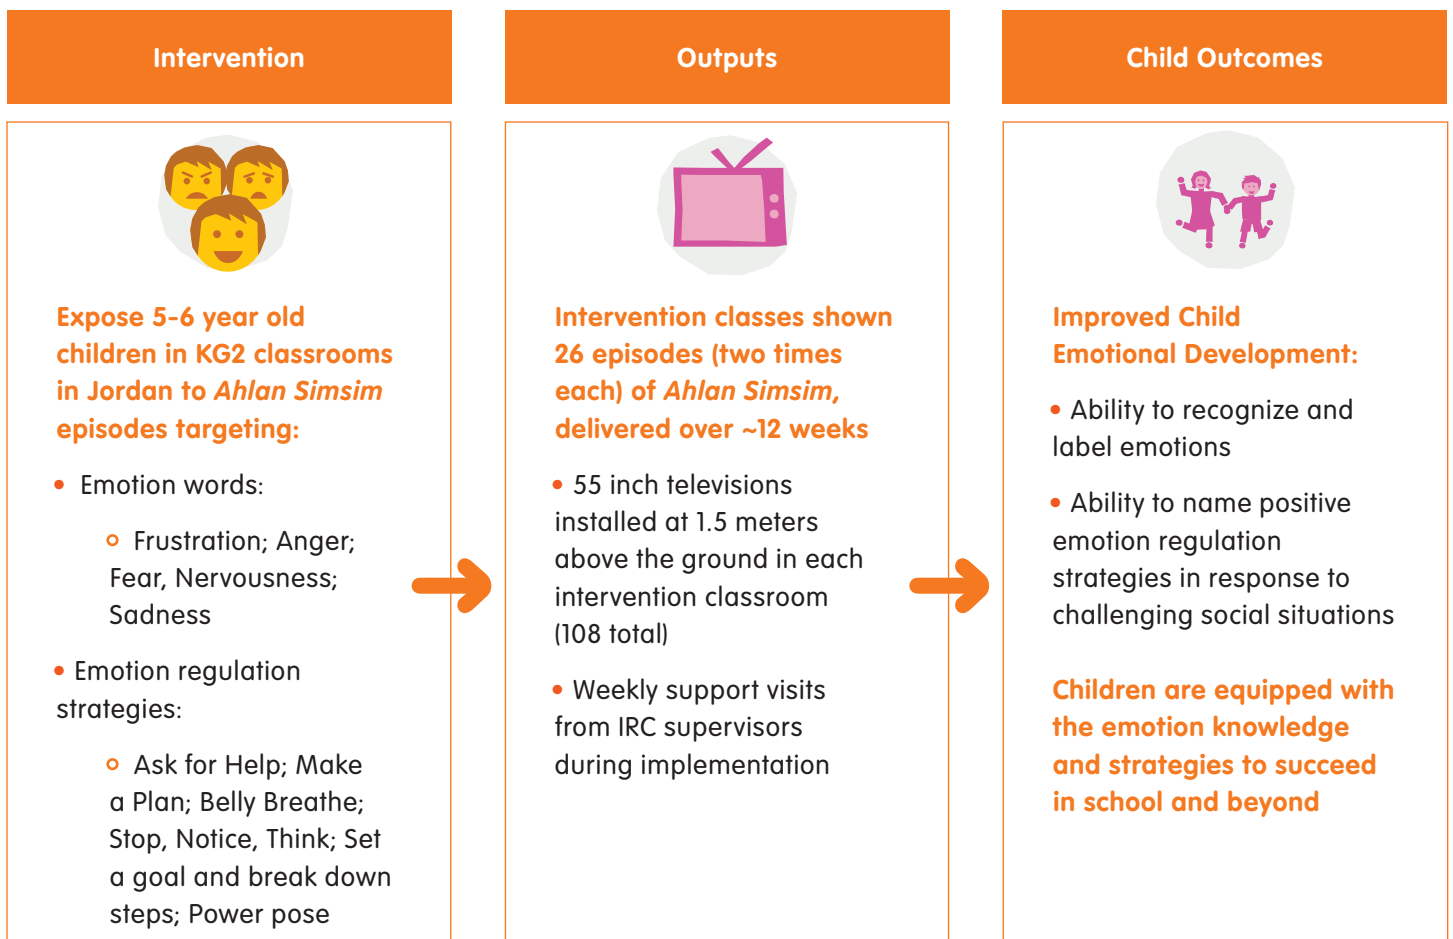 Intervention
Expose 5-6 year old
children in KG2 classrooms
in Jordan to Ahlan Simsim
episodes targeting:
• Emotion words:
○ Frustration; Anger;
Fear, Nervousness;
Sadness
• Emotion regulation
strategies:
○ Ask for Help; Make
a Plan; Belly Breathe;
Stop, Notice, Think; Set
a goal and break down
steps; Power pose
Outputs
Intervention classes shown
26 episodes (two times
each) of Ahlan Simsim,
delivered over ~12 weeks
• 55 inch televisions
installed at 1.5 meters
above the ground in each
intervention classroom
(108 total)
• Weekly support visits
from IRC supervisors
during implementation
Child Outcomes
Improved Child
Emotional Development:
• Ability to recognize and
label emotions
• Ability to name positive
emotion regulation
strategies in response to
challenging social situations
Children are equipped with
the emotion knowledge
and strategies to succeed
in school and beyond